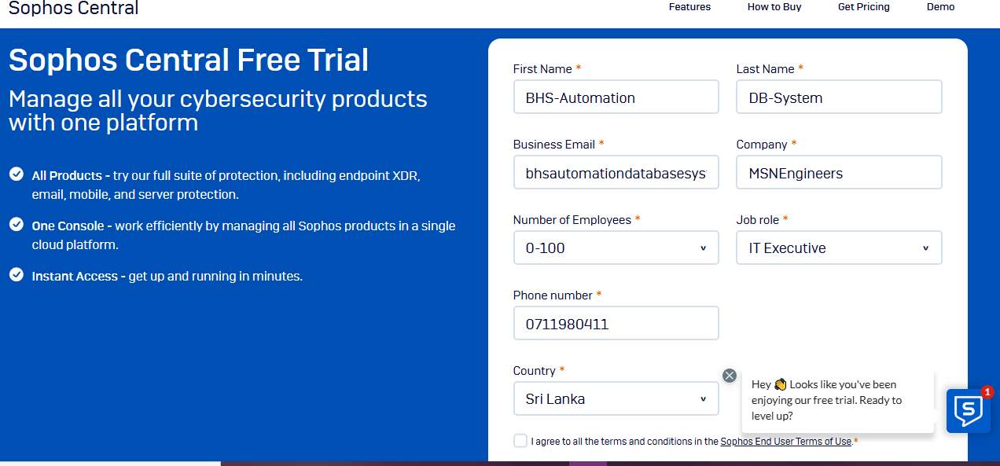 Sophos Central
Features
How to Buy
Get Pricing
Demo
Sophos Central Free Trial
Manage all your cybersecurity products
with one platform
All Products - try our full suite of protection, including endpoint XDR,
email, mobile, and server protection.
One Console - work efficiently by managing all Sophos products in a single
cloud platform.
Instant Access - get up and running in minutes.
First Name *
BHS-Automation
Last Name *
DB-System
Business Email *
bhsautomationdatabasesys
Company *
MSNEngineers
Number of Employees *
0-100
Job role *
IT Executive
Phone number *
0711980411
Country *
Sri Lanka
Hey 👏 Looks like you've been
enjoying our free trial. Ready to
level up?
S
1
I agree to all the terms and conditions in the Sophos End User Terms of Use.*